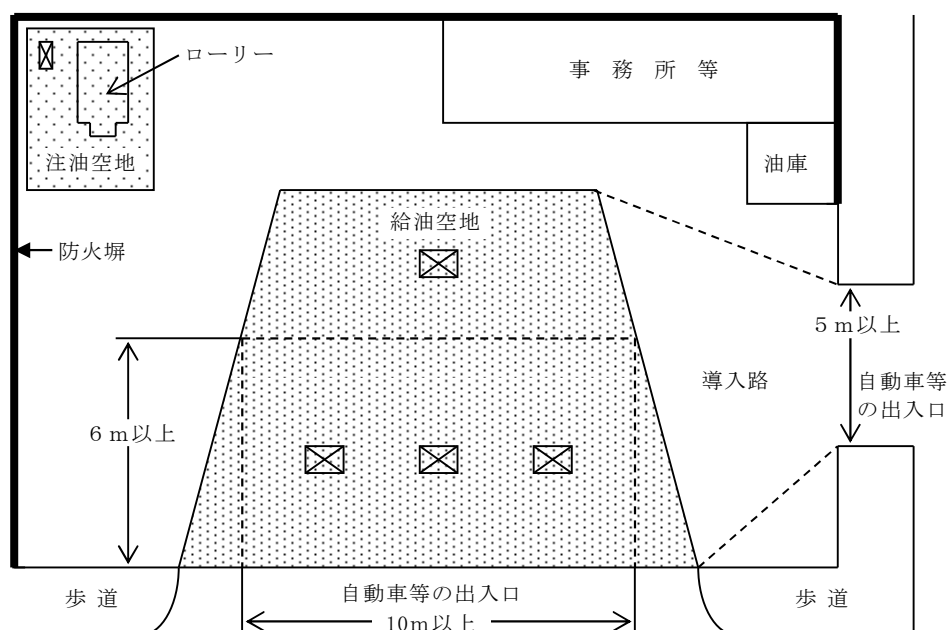 ローリー
事 務 所 等
注油空地
油庫
給油空地
防火塀
5m以上
導入路
自動車等
の出入口
6m以上
歩 道
自動車等の出入口
10m以上
歩 道